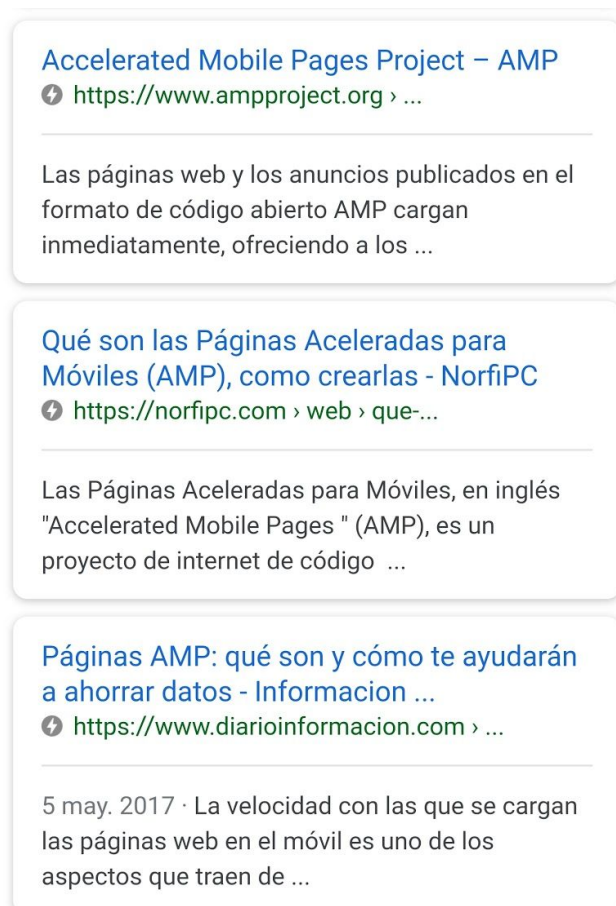 Accelerated Mobile Pages Project – AMP
https://www.ampproject.org › ...
Las páginas web y los anuncios publicados en el
formato de código abierto AMP cargan
inmediatamente, ofreciendo a los ...
Qué son las Páginas Aceleradas para
Móviles (AMP), como crearlas - NorfiPC
https://norfipc.com › web › que-...
Las Páginas Aceleradas para Móviles, en inglés
"Accelerated Mobile Pages " (AMP), es un
proyecto de internet de código ...
Páginas AMP: qué son y cómo te ayudarán
a ahorrar datos - Informacion ...
https://www.diarioinformacion.com › ...
5 may. 2017 · La velocidad con las que se cargan
las páginas web en el móvil es uno de los
aspectos que traen de ...